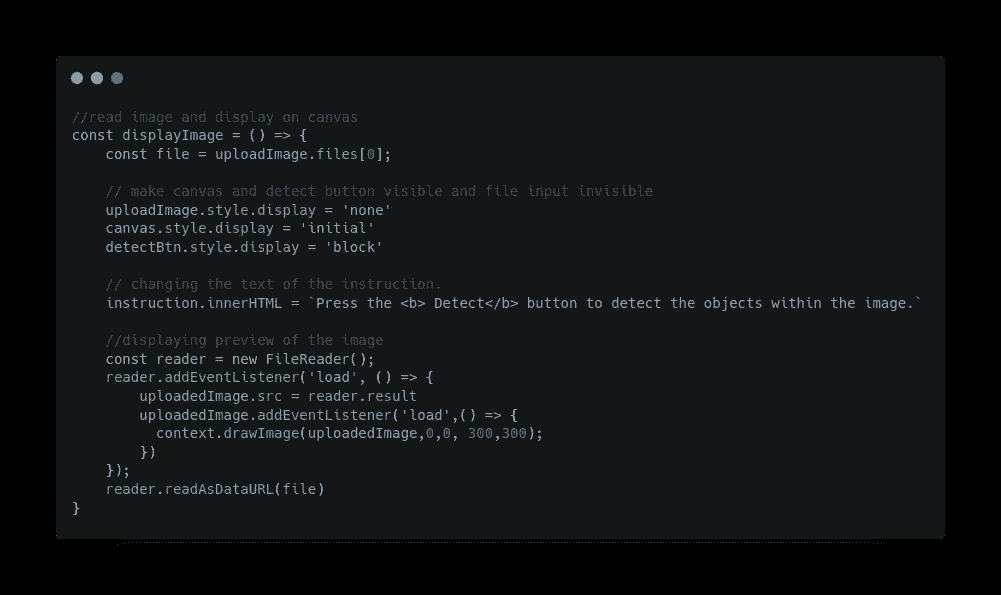 //read image and display on canvas
const displayImage = () => {
    const file = uploadImage.files[0];

    // make canvas and detect button visible and file input invisible
    uploadImage.style.display = 'none'
    canvas.style.display = 'initial'
    detectBtn.style.display = 'block'

    // changing the text of the instruction.
    instruction.innerHTML = `Press the <b> Detect</b> button to detect the objects within the image.`

    //displaying preview of the image
    const reader = new FileReader();
    reader.addEventListener('load', () => {
        uploadedImage.src = reader.result
        uploadedImage.addEventListener('load',() => {
          context.drawImage(uploadedImage,0,0, 300,300);
        })
    });
    reader.readAsDataURL(file)
}